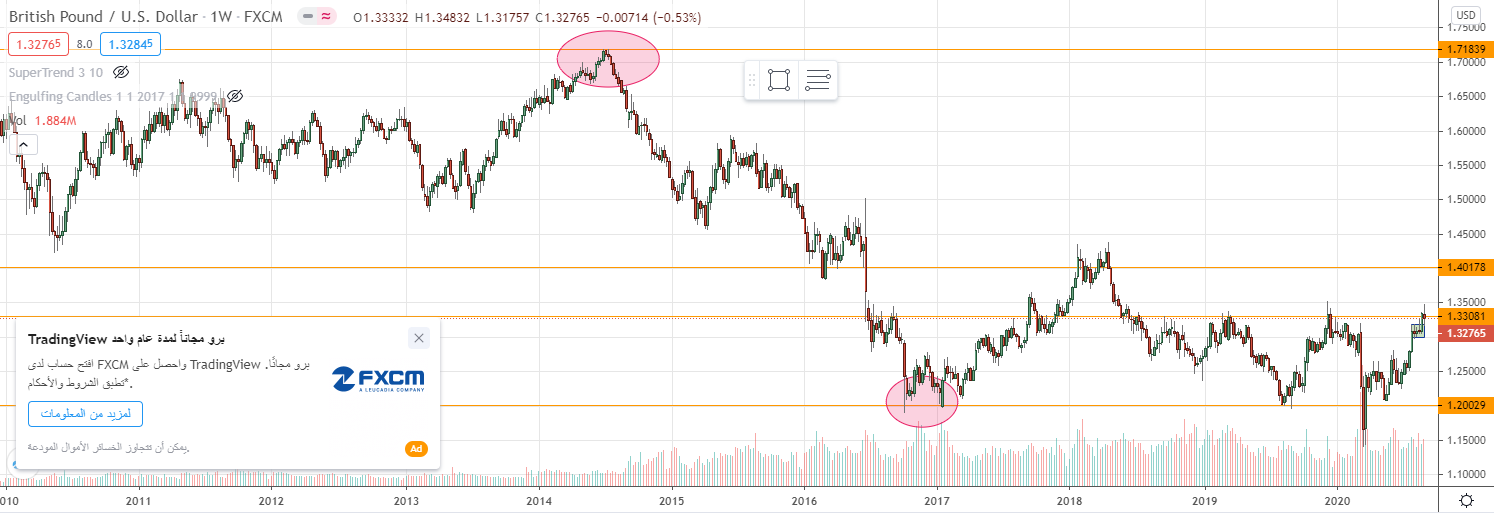 British Pound / U.S. Dollar · 1W · FXCM O1.33332 H1.34832 L1.31757 C1.32765 −0.00714 (−0.53%)
USD
1.32765 8.0 1.32845
SuperTrend 3 10
Engulfing Candles 1 1 2017 1 1 9999
Vol 1.884M
1.75000
1.71839
1.70000
1.65000
1.60000
1.55000
1.50000
1.45000
1.40178
1.35000
1.33081
1.32765
1.25000
1.20029
1.15000
1.10000
TradingView برو مجاناً لمدة عام واحد
افتح حساب لدى FXCM واحصل على TradingView برو مجانًا.
*تطبق الشروط والأحكام.
FXCM
A LEUCADIA COMPANY
لمزيد من المعلومات
يمكن أن تتجاوز الخسائر الأموال المودعة.
Ad
2010 2011 2012 2013 2014 2015 2016 2017 2018 2019 2020